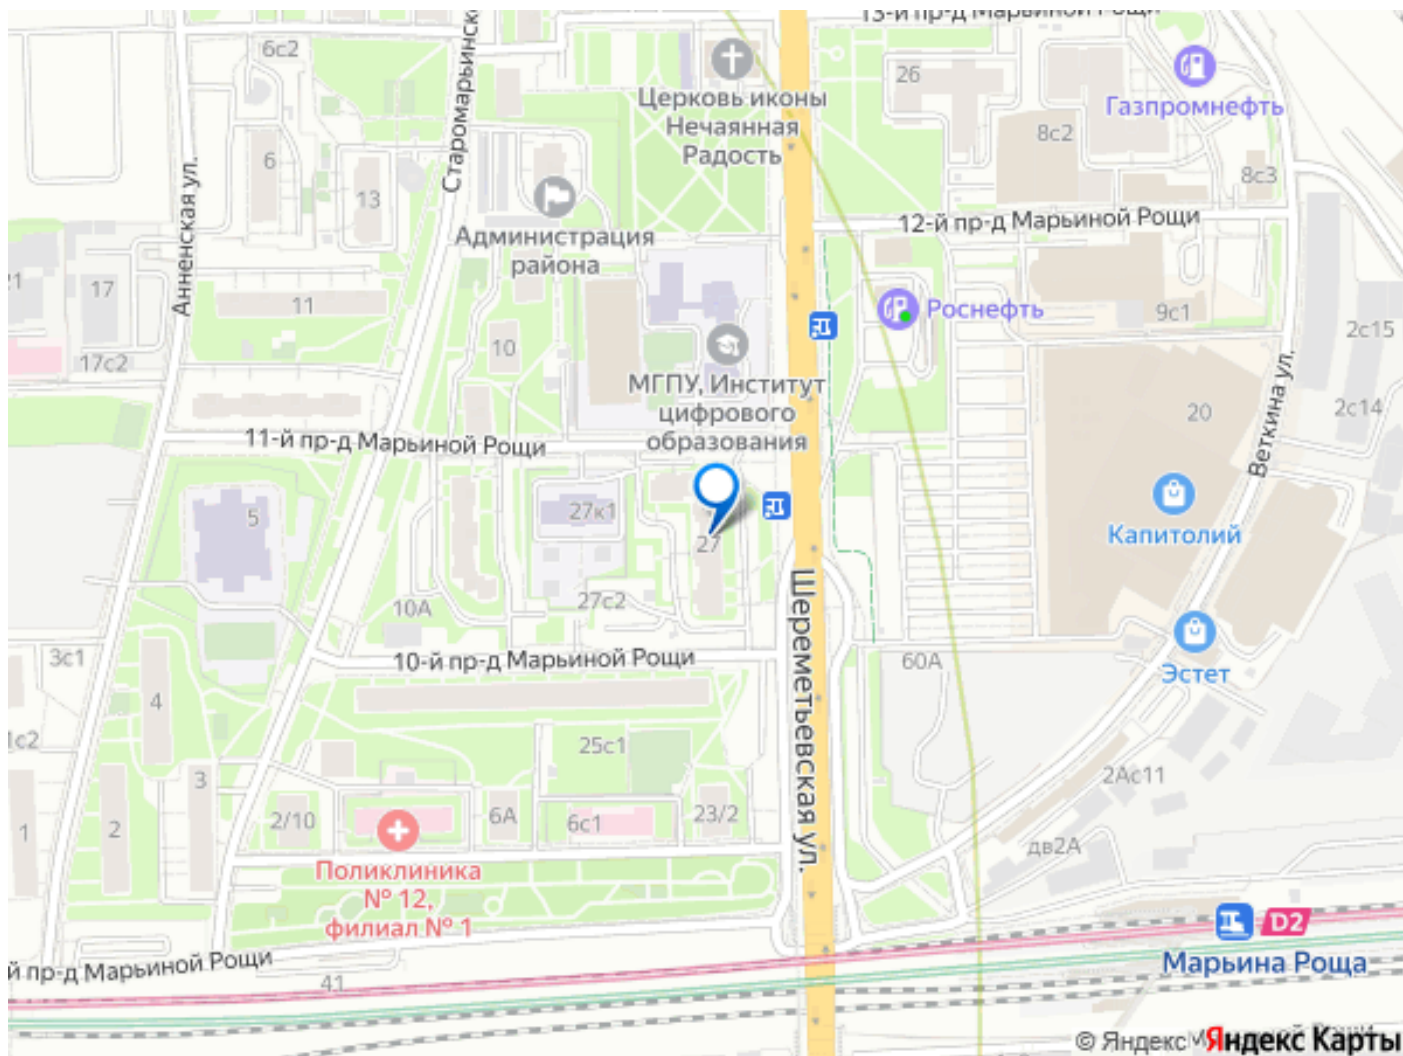 13-й пр-д Марьиной Рощи
6с2
Старомарьинск
26
Газпромнефть
Церковь иконы
Нечаянная
Радость
8с2
6
8с3
13
Анненская ул.
12-й пр-д Марьиной Рощи
Администрация
района
17
11
Роснефть
9с1
2с15
10
17с2
МГПУ, Институт
цифрового
образования
20
2с14
11-й пр-д Марьиной Рощи
Веткина ул.
5
27к1
27
Капитолий
27с2
10А
Шереметьевская ул.
3с1
10-й пр-д Марьиной Рощи
60А
Эстет
4
1с2
25с1
2Ас11
3
1
2
2/10
6А
6с1
23/2
дв2А
Поликлиника
№ 12,
филиал № 1
D2
й пр-д Марьиной Рощи
Марьина Роща
41
© Яндекс Яндекс Карты